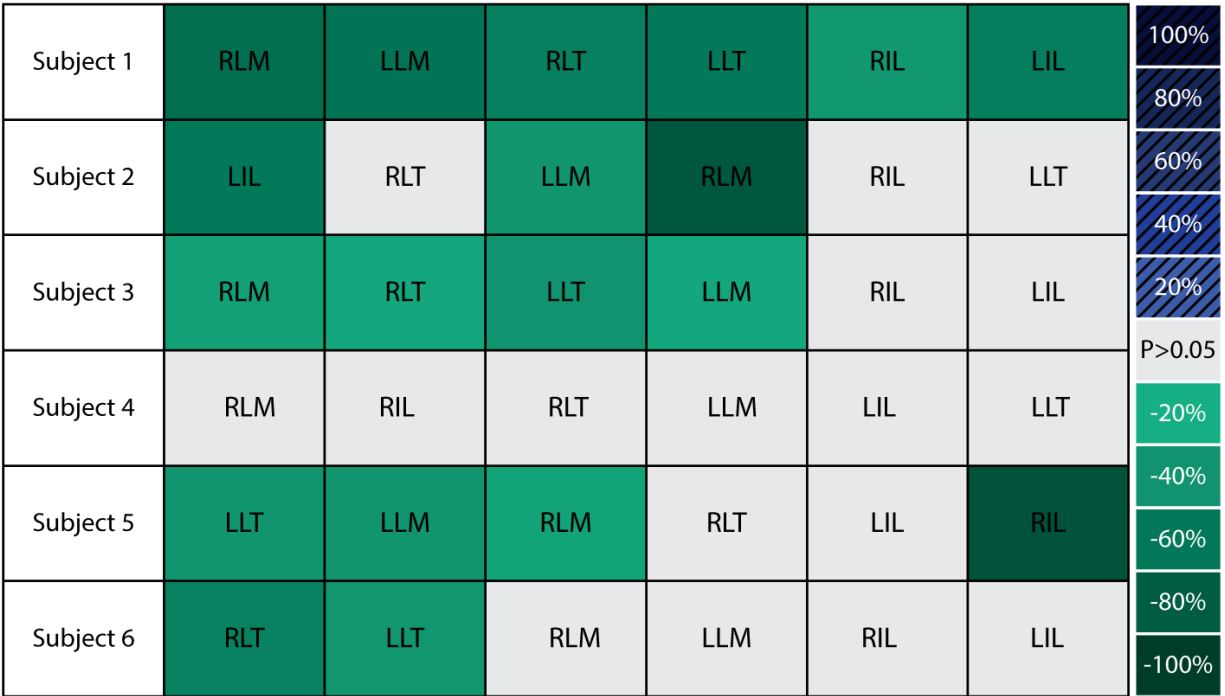 Subject 1 RLM LLM RLT LLT RIL LIL
Subject 2 LIL RLT LLM RLM RIL LLT
Subject 3 RLM RLT LLT LLM RIL LIL
Subject 4 RLM RIL RLT LLM LIL LLT
Subject 5 LLT LLM RLM RLT LIL RIL
Subject 6 RLT LLT RLM LLM RIL LIL
100%
80%
60%
40%
20%
P>0.05
-20%
-40%
-60%
-80%
-100%